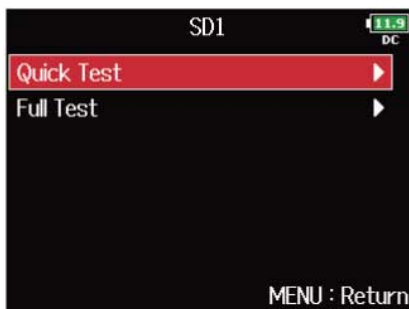 SD1
11.9
DC
Quick Test
Full Test
MENU : Return